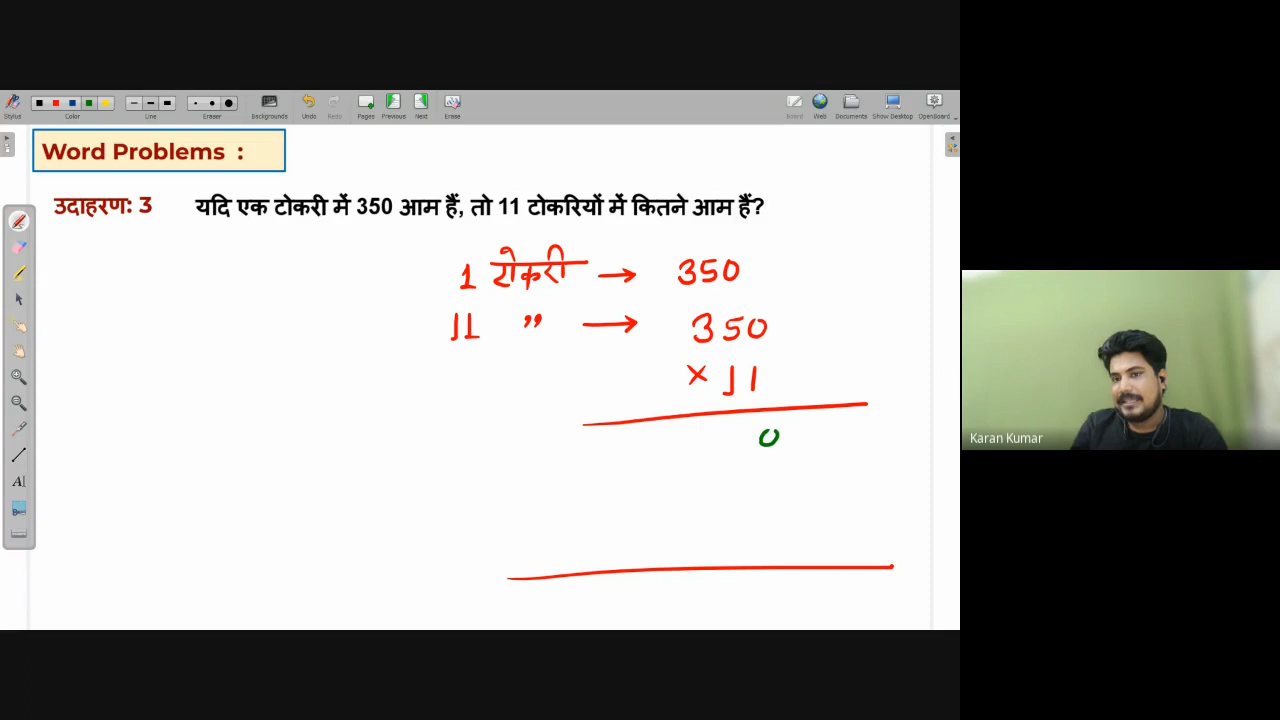 Stylus Color Line Eraser Backgrounds Undo Redo Pages Previous Next Erase Board Web Documents Show Desktop OpenBoard
Word Problems :
उदाहरण: 3 यदि एक टोकरी में 350 आम हैं, तो 11 टोकरियों में कितने आम हैं?
1 टोकरी → 350
11 ” → 350
× 11
0
Karan Kumar